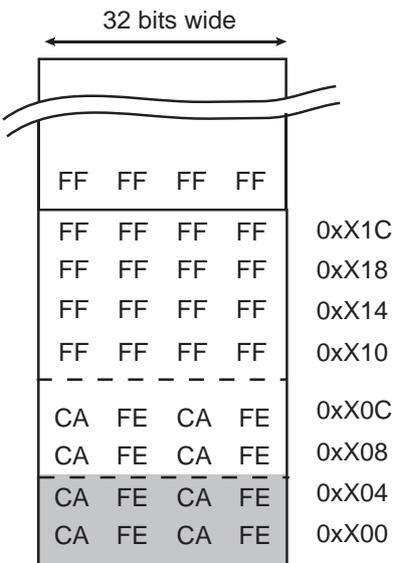 32 bits wide
FF FF FF FF
FF FF FF FF 0xX1C
FF FF FF FF 0xX18
FF FF FF FF 0xX14
FF FF FF FF 0xX10
CA FE CA FE 0xX0C
CA FE CA FE 0xX08
CA FE CA FE 0xX04
CA FE CA FE 0xX00